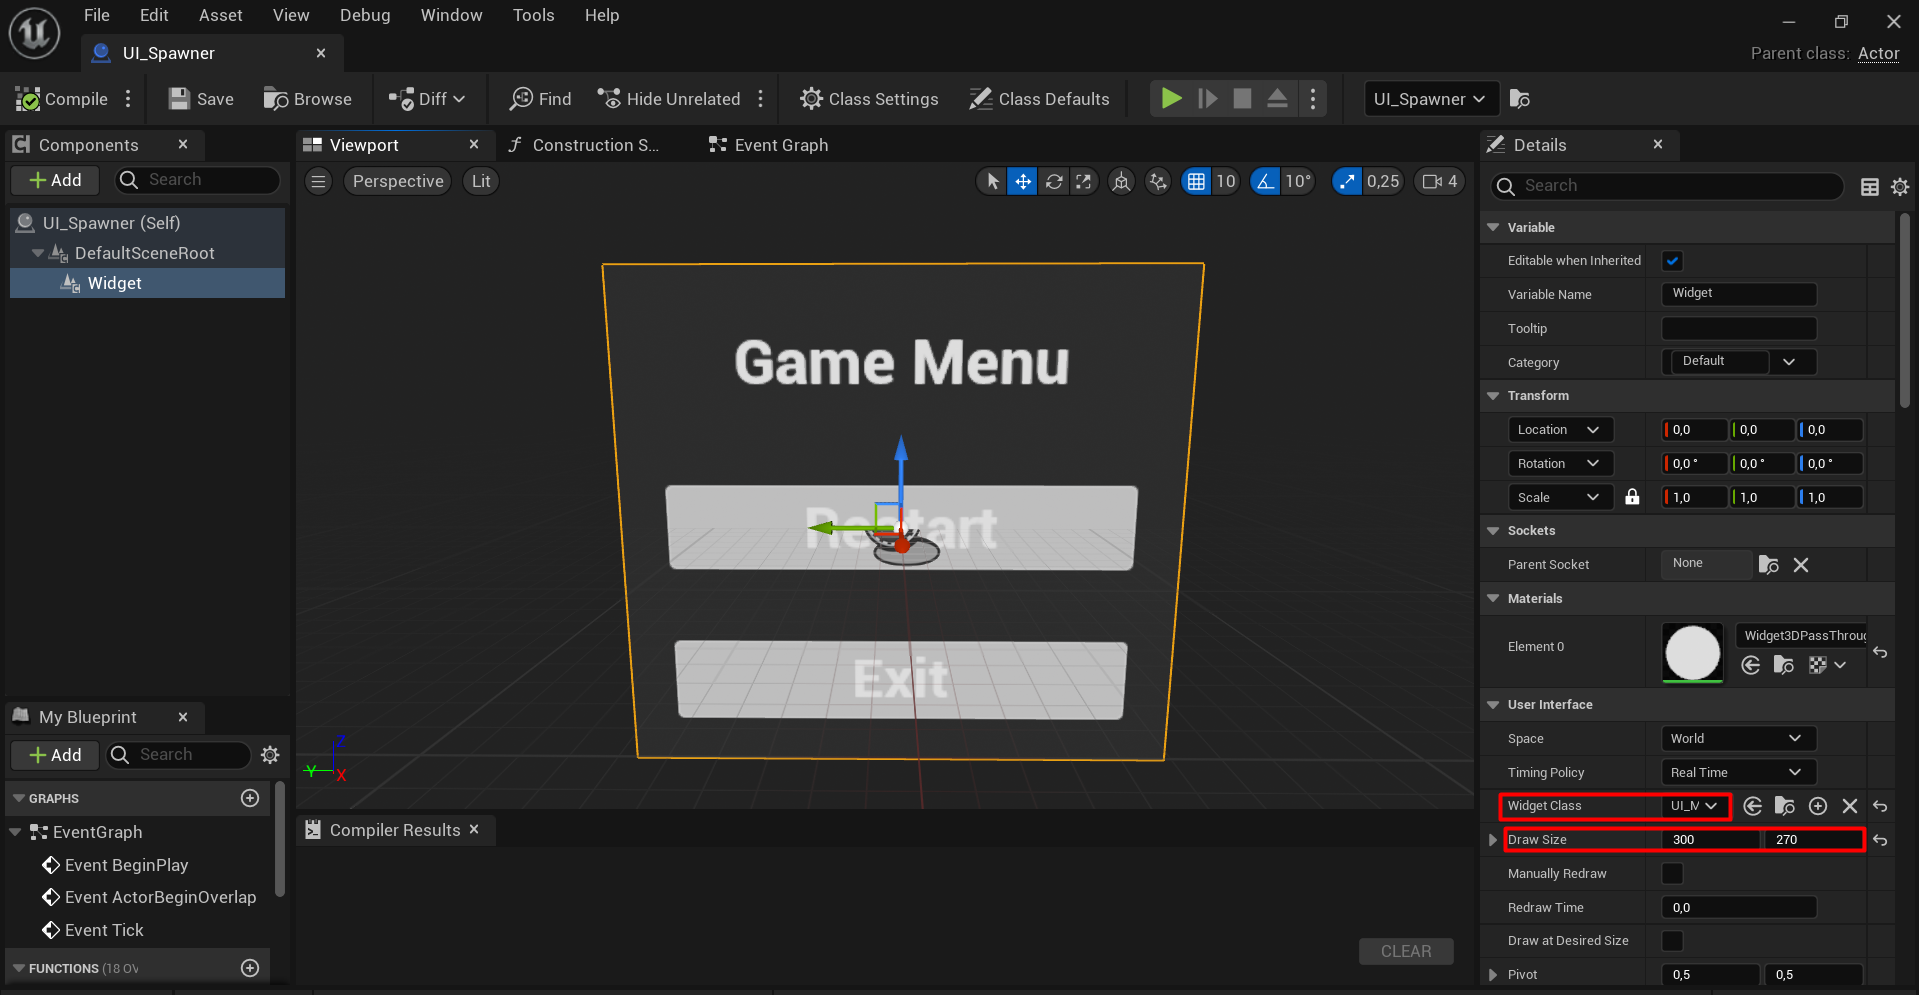 File Edit Asset View Debug Window Tools Help
UI_Spawner
Parent class: Actor
Compile Save Browse Diff Find Hide Unrelated Class Settings Class Defaults UI_Spawner
Components
Add Search
UI_Spawner (Self)
DefaultSceneRoot
Widget
My Blueprint
Add Search
GRAPHS
EventGraph
Event BeginPlay
Event ActorBeginOverlap
Event Tick
FUNCTIONS (18 OV
Viewport Construction S... Event Graph
Perspective Lit 10 10° 0,25 4
Game Menu
Restart
Exit
Z
Y X
Compiler Results
CLEAR
Details
Search
Variable
Editable when Inherited
Variable Name Widget
Tooltip
Category Default
Transform
Location 0,0 0,0 0,0
Rotation 0,0 ° 0,0 ° 0,0 °
Scale 1,0 1,0 1,0
Sockets
Parent Socket None
Materials
Element 0 Widget3DPassThroug
User Interface
Space World
Timing Policy Real Time
Widget Class UI_M
Draw Size 300 270
Manually Redraw
Redraw Time 0,0
Draw at Desired Size
Pivot 0,5 0,5